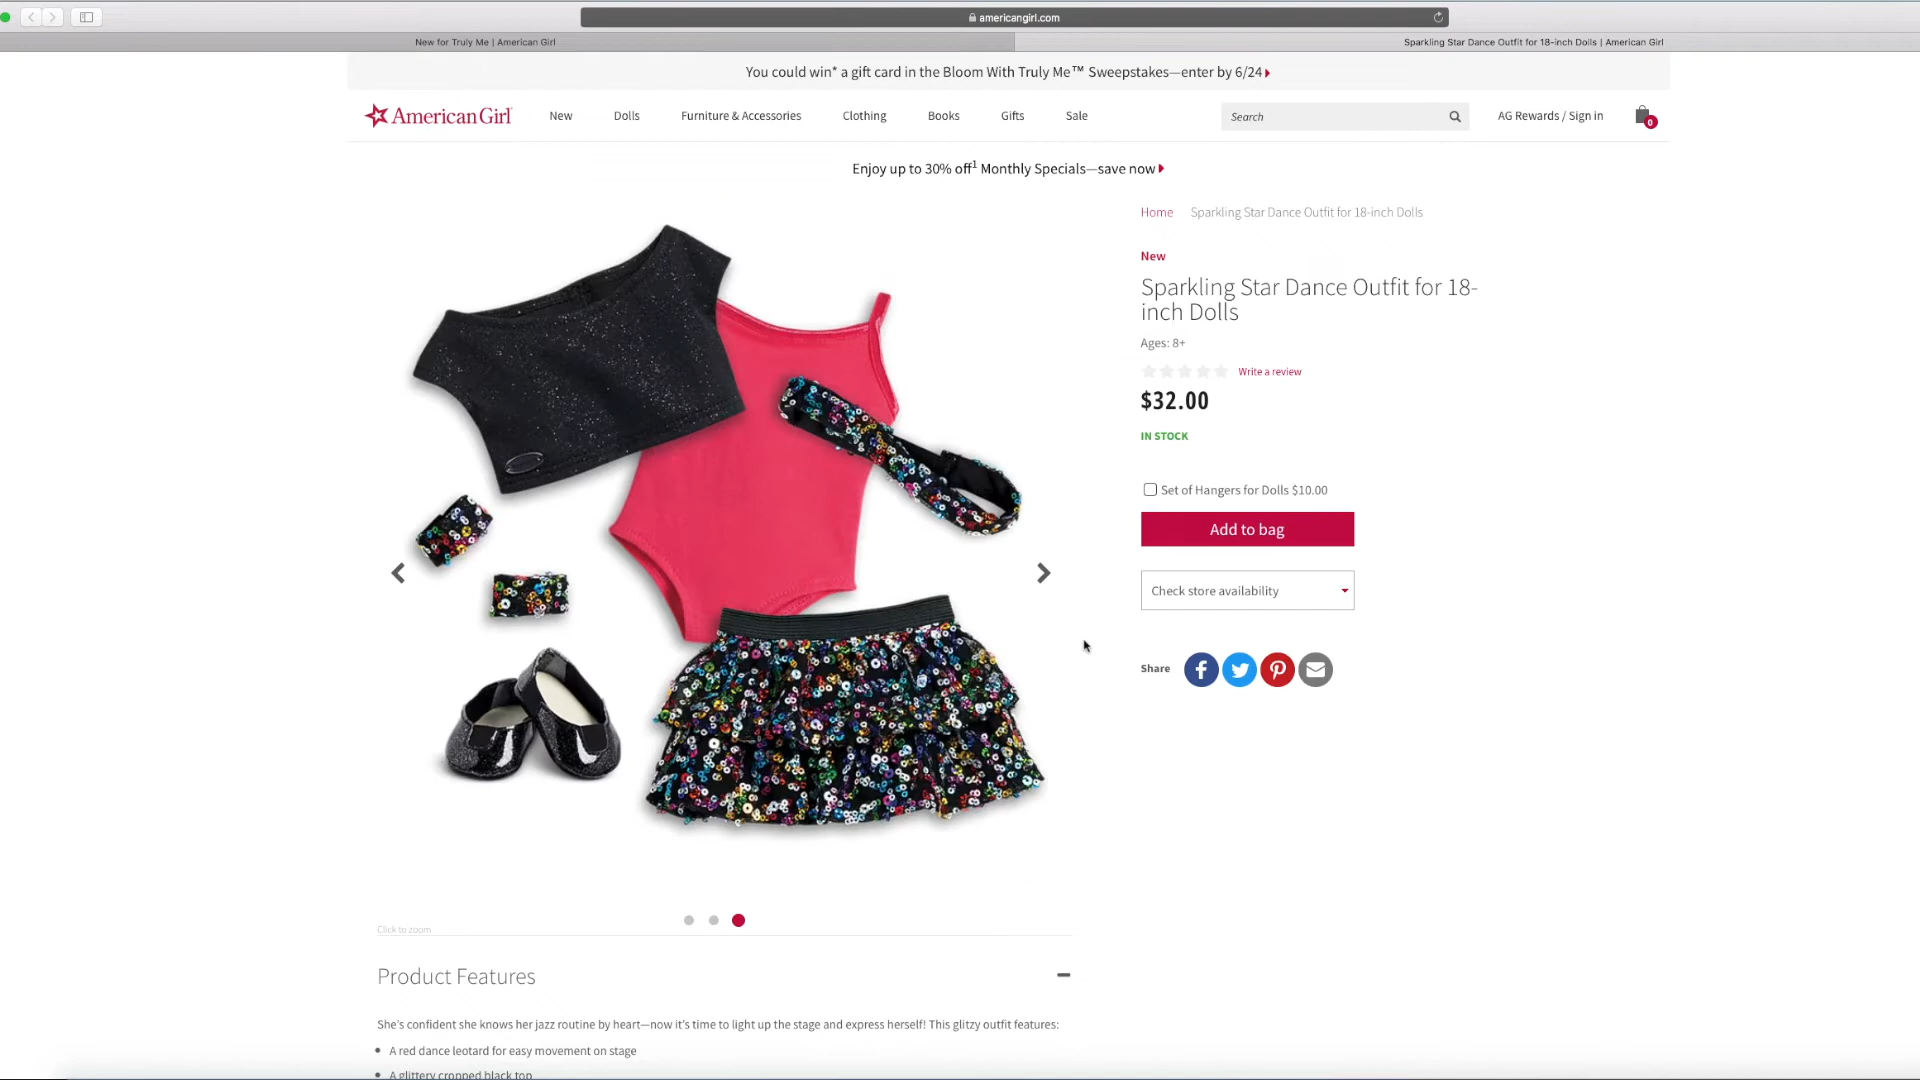 americangirl.com
New for Truly Me | American Girl
Sparkling Star Dance Outfit for 18-inch Dolls | American Girl
You could win* a gift card in the Bloom With Truly Me™ Sweepstakes—enter by 6/24
American Girl
New
Dolls
Furniture & Accessories
Clothing
Books
Gifts
Sale
Search
AG Rewards / Sign in
0
Enjoy up to 30% off¹ Monthly Specials—save now
Home Sparkling Star Dance Outfit for 18-inch Dolls
New
Sparkling Star Dance Outfit for 18-
inch Dolls
Ages: 8+
Write a review
$32.00
IN STOCK
Set of Hangers for Dolls $10.00
Add to bag
Check store availability
Share
Click to zoom
Product Features
She's confident she knows her jazz routine by heart—now it's time to light up the stage and express herself! This glitzy outfit features:
A red dance leotard for easy movement on stage
A glittery cropped black top